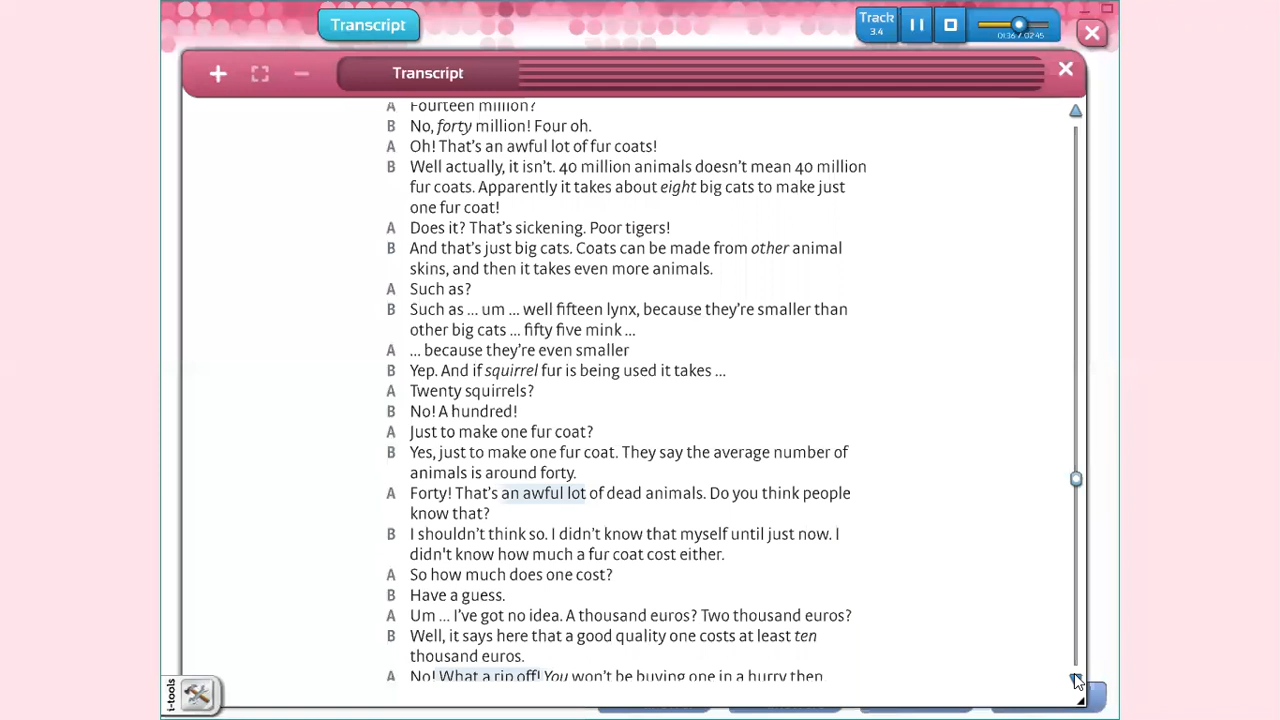 Transcript
Track
3.4
01:36 / 02:45
Transcript
A Fourteen million?
B No, forty million! Four oh.
A Oh! That's an awful lot of fur coats!
B Well actually, it isn't. 40 million animals doesn't mean 40 million
fur coats. Apparently it takes about eight big cats to make just
one fur coat!
A Does it? That's sickening. Poor tigers!
B And that's just big cats. Coats can be made from other animal
skins, and then it takes even more animals.
A Such as?
B Such as ... um ... well fifteen lynx, because they're smaller than
other big cats ... fifty five mink ...
A ... because they're even smaller
B Yep. And if squirrel fur is being used it takes ...
A Twenty squirrels?
B No! A hundred!
A Just to make one fur coat?
B Yes, just to make one fur coat. They say the average number of
animals is around forty.
A Forty! That's an awful lot of dead animals. Do you think people
know that?
B I shouldn't think so. I didn't know that myself until just now. I
didn't know how much a fur coat cost either.
A So how much does one cost?
B Have a guess.
A Um ... I've got no idea. A thousand euros? Two thousand euros?
B Well, it says here that a good quality one costs at least ten
thousand euros.
A No! What a rip off! You won't be buying one in a hurry then.
i-tools